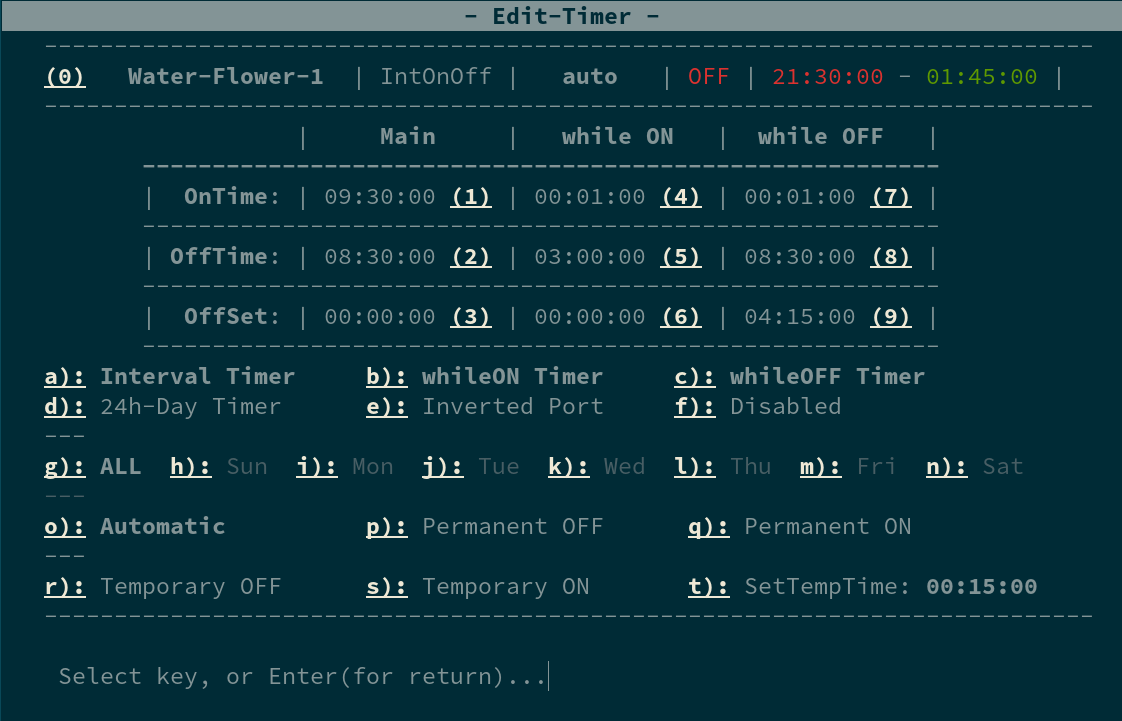 - Edit-Timer -
---------------------------------------------------------------------------
(0)   Water-Flower-1  | IntOnOff |   auto   | OFF | 21:30:00 - 01:45:00 |
---------------------------------------------------------------------------
|     Main     |   while ON   |  while OFF   |
---------------------------------------------------------
|  OnTime: | 09:30:00 (1) | 00:01:00 (4) | 00:01:00 (7) |
---------------------------------------------------------
| OffTime: | 08:30:00 (2) | 03:00:00 (5) | 08:30:00 (8) |
---------------------------------------------------------
|  OffSet: | 00:00:00 (3) | 00:00:00 (6) | 04:15:00 (9) |
---------------------------------------------------------
a): Interval Timer     b): whileON Timer     c): whileOFF Timer
d): 24h-Day Timer      e): Inverted Port     f): Disabled
---
g): ALL  h): Sun  i): Mon  j): Tue  k): Wed  l): Thu  m): Fri  n): Sat
---
o): Automatic          p): Permanent OFF      q): Permanent ON
---
r): Temporary OFF      s): Temporary ON       t): SetTempTime: 00:15:00
---------------------------------------------------------------------------
Select key, or Enter(for return)...